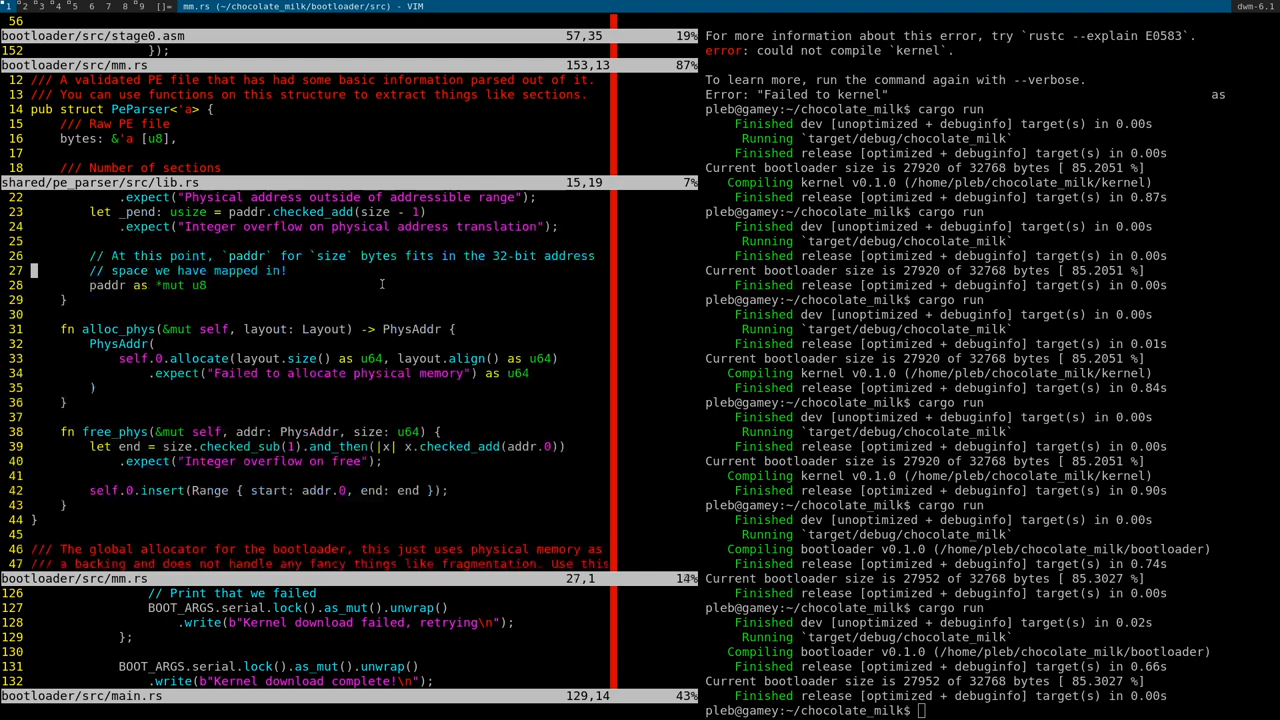 1 2 3 4 5 6 7 8 9 []= mm.rs (~/chocolate_milk/bootloader/src) - VIM dwm-6.1
56
bootloader/src/stage0.asm 57,35 19%
152 });
bootloader/src/mm.rs 153,13 87%
12 /// A validated PE file that has had some basic information parsed out of it.
13 /// You can use functions on this structure to extract things like sections.
14 pub struct PeParser<'a> {
15 /// Raw PE file
16 bytes: &'a [u8],
17
18 /// Number of sections
shared/pe_parser/src/lib.rs 15,19 7%
22 .expect("Physical address outside of addressible range");
23 let _pend: usize = paddr.checked_add(size - 1)
24 .expect("Integer overflow on physical address translation");
25
26 // At this point, `paddr` for `size` bytes fits in the 32-bit address
27 // space we have mapped in!
28 paddr as *mut u8
29 }
30
31 fn alloc_phys(&mut self, layout: Layout) -> PhysAddr {
32 PhysAddr(
33 self.0.allocate(layout.size() as u64, layout.align() as u64)
34 .expect("Failed to allocate physical memory") as u64
35 )
36 }
37
38 fn free_phys(&mut self, addr: PhysAddr, size: u64) {
39 let end = size.checked_sub(1).and_then(|x| x.checked_add(addr.0))
40 .expect("Integer overflow on free");
41
42 self.0.insert(Range { start: addr.0, end: end });
43 }
44 }
45
46 /// The global allocator for the bootloader, this just uses physical memory as
47 /// a backing and does not handle any fancy things like fragmentation. Use this
bootloader/src/mm.rs 27,1 14%
126 // Print that we failed
127 BOOT_ARGS.serial.lock().as_mut().unwrap()
128 .write(b"Kernel download failed, retrying\n");
129 };
130
131 BOOT_ARGS.serial.lock().as_mut().unwrap()
132 .write(b"Kernel download complete!\n");
bootloader/src/main.rs 129,14 43%
For more information about this error, try `rustc --explain E0583`.
error: could not compile `kernel`.

To learn more, run the command again with --verbose.
Error: "Failed to kernel" as
pleb@gamey:~/chocolate_milk$ cargo run
Finished dev [unoptimized + debuginfo] target(s) in 0.00s
Running `target/debug/chocolate_milk`
Finished release [optimized + debuginfo] target(s) in 0.00s
Current bootloader size is 27920 of 32768 bytes [ 85.2051 %]
Compiling kernel v0.1.0 (/home/pleb/chocolate_milk/kernel)
Finished release [optimized + debuginfo] target(s) in 0.87s
pleb@gamey:~/chocolate_milk$ cargo run
Finished dev [unoptimized + debuginfo] target(s) in 0.00s
Running `target/debug/chocolate_milk`
Finished release [optimized + debuginfo] target(s) in 0.00s
Current bootloader size is 27920 of 32768 bytes [ 85.2051 %]
Finished release [optimized + debuginfo] target(s) in 0.00s
pleb@gamey:~/chocolate_milk$ cargo run
Finished dev [unoptimized + debuginfo] target(s) in 0.00s
Running `target/debug/chocolate_milk`
Finished release [optimized + debuginfo] target(s) in 0.01s
Current bootloader size is 27920 of 32768 bytes [ 85.2051 %]
Compiling kernel v0.1.0 (/home/pleb/chocolate_milk/kernel)
Finished release [optimized + debuginfo] target(s) in 0.84s
pleb@gamey:~/chocolate_milk$ cargo run
Finished dev [unoptimized + debuginfo] target(s) in 0.00s
Running `target/debug/chocolate_milk`
Finished release [optimized + debuginfo] target(s) in 0.00s
Current bootloader size is 27920 of 32768 bytes [ 85.2051 %]
Compiling kernel v0.1.0 (/home/pleb/chocolate_milk/kernel)
Finished release [optimized + debuginfo] target(s) in 0.90s
pleb@gamey:~/chocolate_milk$ cargo run
Finished dev [unoptimized + debuginfo] target(s) in 0.00s
Running `target/debug/chocolate_milk`
Compiling bootloader v0.1.0 (/home/pleb/chocolate_milk/bootloader)
Finished release [optimized + debuginfo] target(s) in 0.74s
Current bootloader size is 27952 of 32768 bytes [ 85.3027 %]
Finished release [optimized + debuginfo] target(s) in 0.00s
pleb@gamey:~/chocolate_milk$ cargo run
Finished dev [unoptimized + debuginfo] target(s) in 0.02s
Running `target/debug/chocolate_milk`
Compiling bootloader v0.1.0 (/home/pleb/chocolate_milk/bootloader)
Finished release [optimized + debuginfo] target(s) in 0.66s
Current bootloader size is 27952 of 32768 bytes [ 85.3027 %]
Finished release [optimized + debuginfo] target(s) in 0.00s
pleb@gamey:~/chocolate_milk$